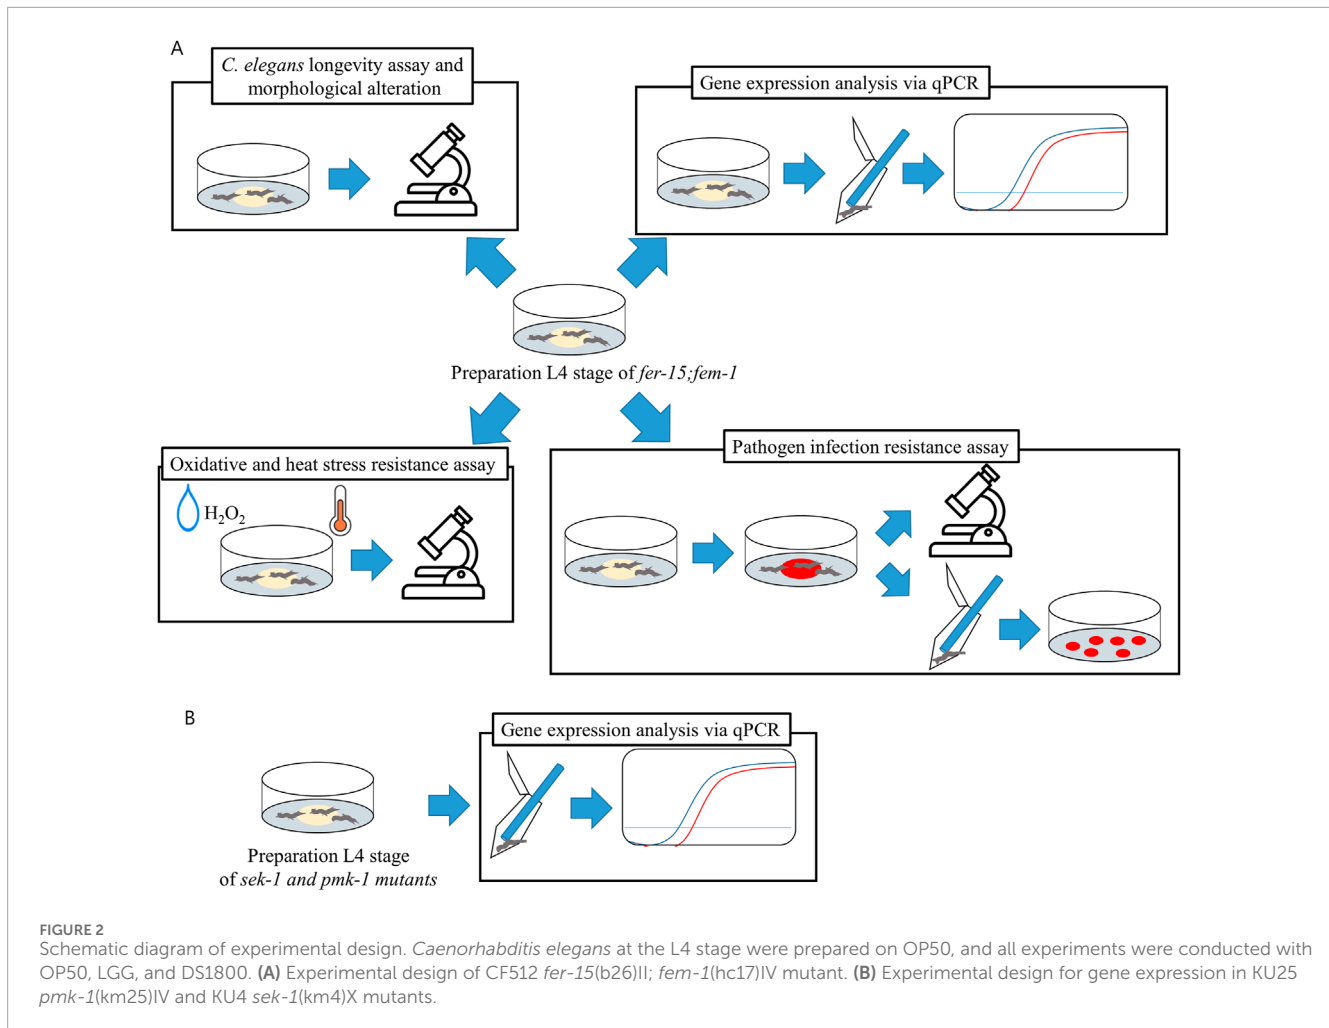 A
C. elegans longevity assay and
morphological alteration
Gene expression analysis via qPCR
Preparation L4 stage of fer-15;fem-1
Oxidative and heat stress resistance assay
H₂O₂
Pathogen infection resistance assay
B
Gene expression analysis via qPCR
Preparation L4 stage
of sek-1 and pmk-1 mutants
FIGURE 2
Schematic diagram of experimental design. Caenorhabditis elegans at the L4 stage were prepared on OP50, and all experiments were conducted with
OP50, LGG, and DS1800. (A) Experimental design of CF512 fer-15(b26)II; fem-1(hc17)IV mutant. (B) Experimental design for gene expression in KU25
pmk-1(km25)IV and KU4 sek-1(km4)X mutants.